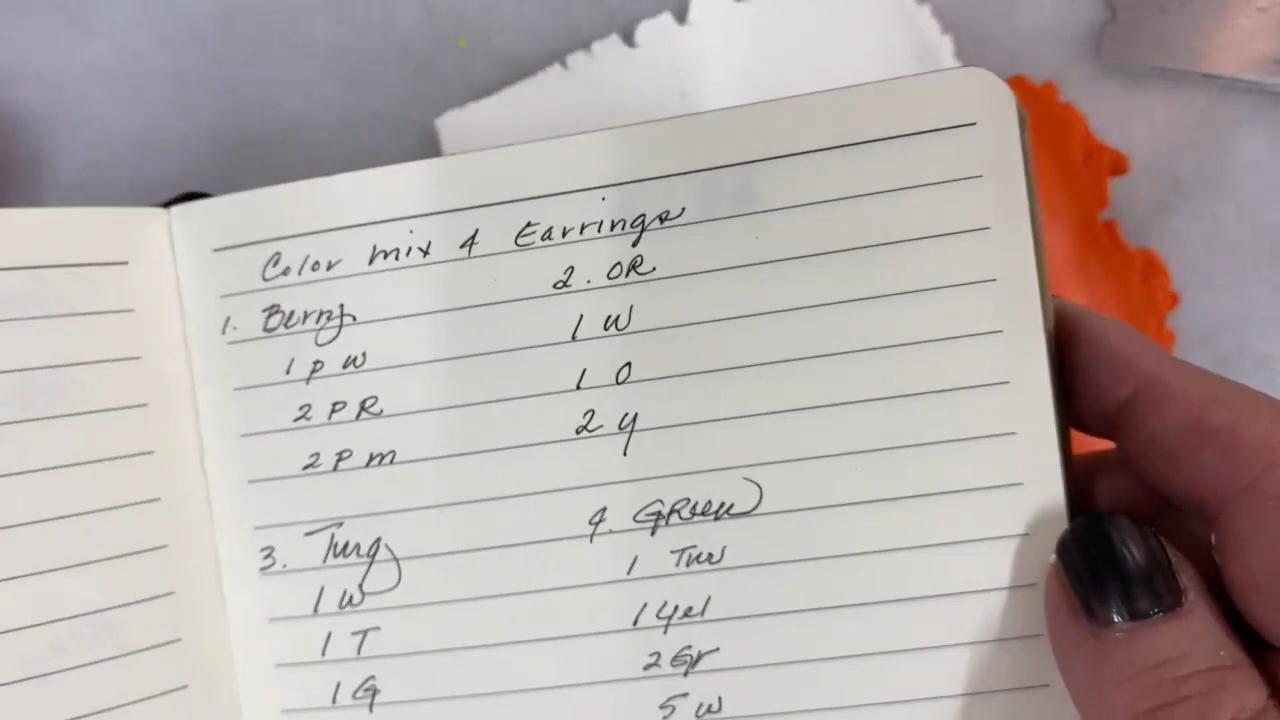 Color mix 4 Earrings
1. Berry
1 P W
2 P R
2 P m
2. OR
1 W
1 O
2 y
3. Turq
1 W
1 T
1 G
4. GReen
1 Tur
1 yel
2 Gr
5 W